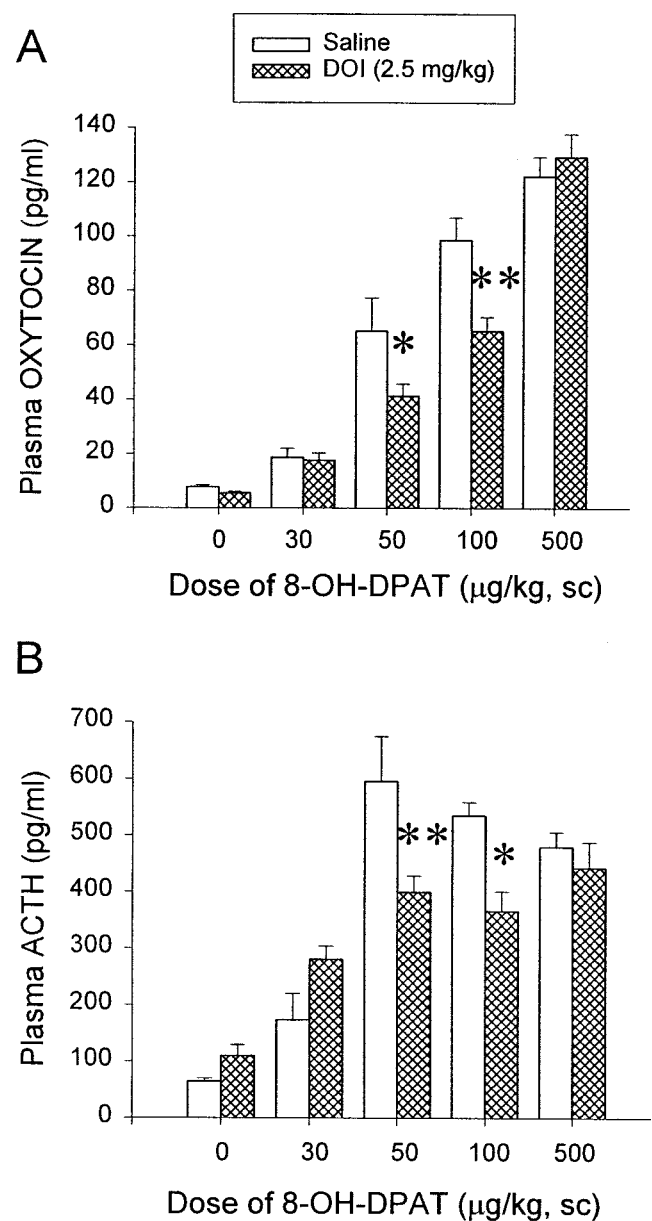 A
Saline
DOI (2.5 mg/kg)
Plasma OXYTOCIN (pg/ml)
140
120
100
80
60
40
20
0
*
**
0 30 50 100 500
Dose of 8-OH-DPAT (μg/kg, sc)
B
Plasma ACTH (pg/ml)
700
600
500
400
300
200
100
0
**
*
0 30 50 100 500
Dose of 8-OH-DPAT (μg/kg, sc)